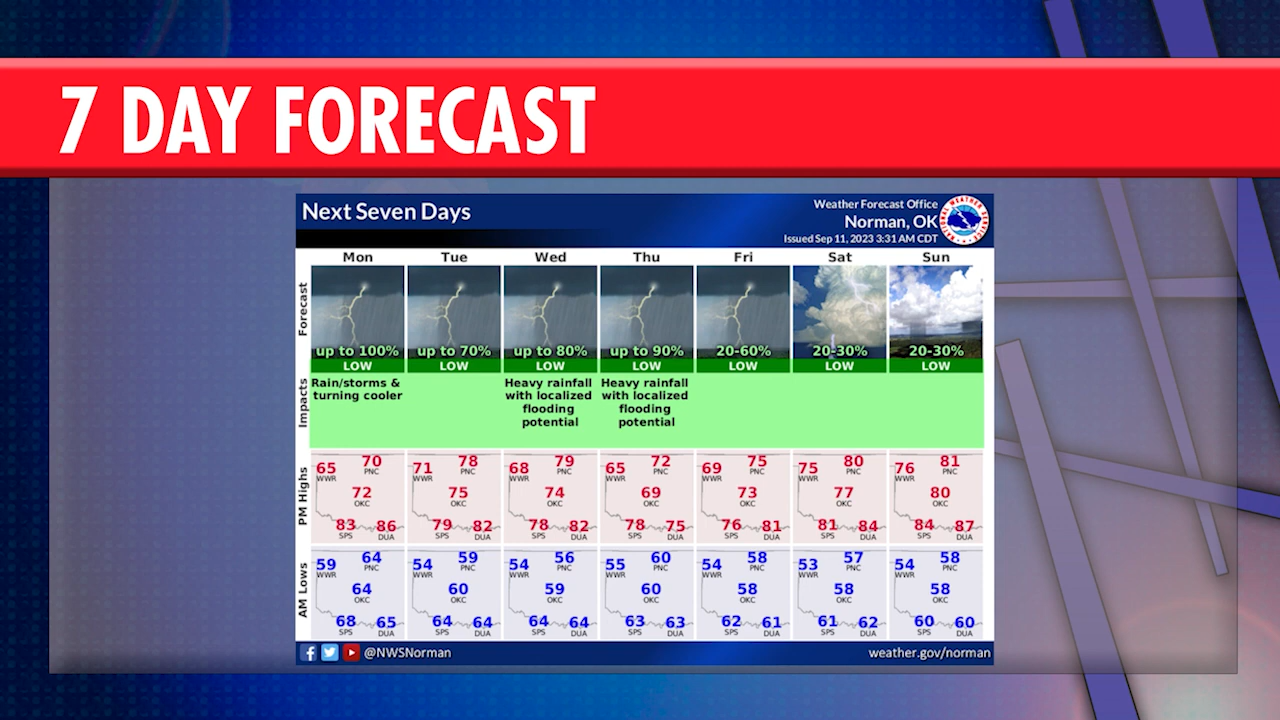 7 DAY FORECAST
Next Seven Days
Weather Forecast Office
Norman, OK
Issued Sep 11, 2023 3:31 AM CDT
NATIONAL WEATHER SERVICE
Mon Tue Wed Thu Fri Sat Sun
Forecast
up to 100% up to 70% up to 80% up to 90% 20-60% 20-30% 20-30%
LOW LOW LOW LOW LOW LOW LOW
Impacts
Rain/storms & Heavy rainfall Heavy rainfall
turning cooler with localized with localized
flooding flooding
potential potential
PM Highs
65 70 71 78 68 79 65 72 69 75 75 80 76 81
WWR PNC WWR PNC WWR PNC WWR PNC WWR PNC WWR PNC WWR PNC
72 75 74 69 73 77 80
OKC OKC OKC OKC OKC OKC OKC
83 86 79 82 78 82 78 75 76 81 81 84 84 87
SPS DUA SPS DUA SPS DUA SPS DUA SPS DUA SPS DUA SPS DUA
AM Lows
59 64 54 59 54 56 55 60 54 58 53 57 54 58
WWR PNC WWR PNC WWR PNC WWR PNC WWR PNC WWR PNC WWR PNC
64 60 59 60 58 58 58
OKC OKC OKC OKC OKC OKC OKC
68 65 64 64 64 64 63 63 62 61 61 62 60 60
SPS DUA SPS DUA SPS DUA SPS DUA SPS DUA SPS DUA SPS DUA
@NWSNorman
weather.gov/norman